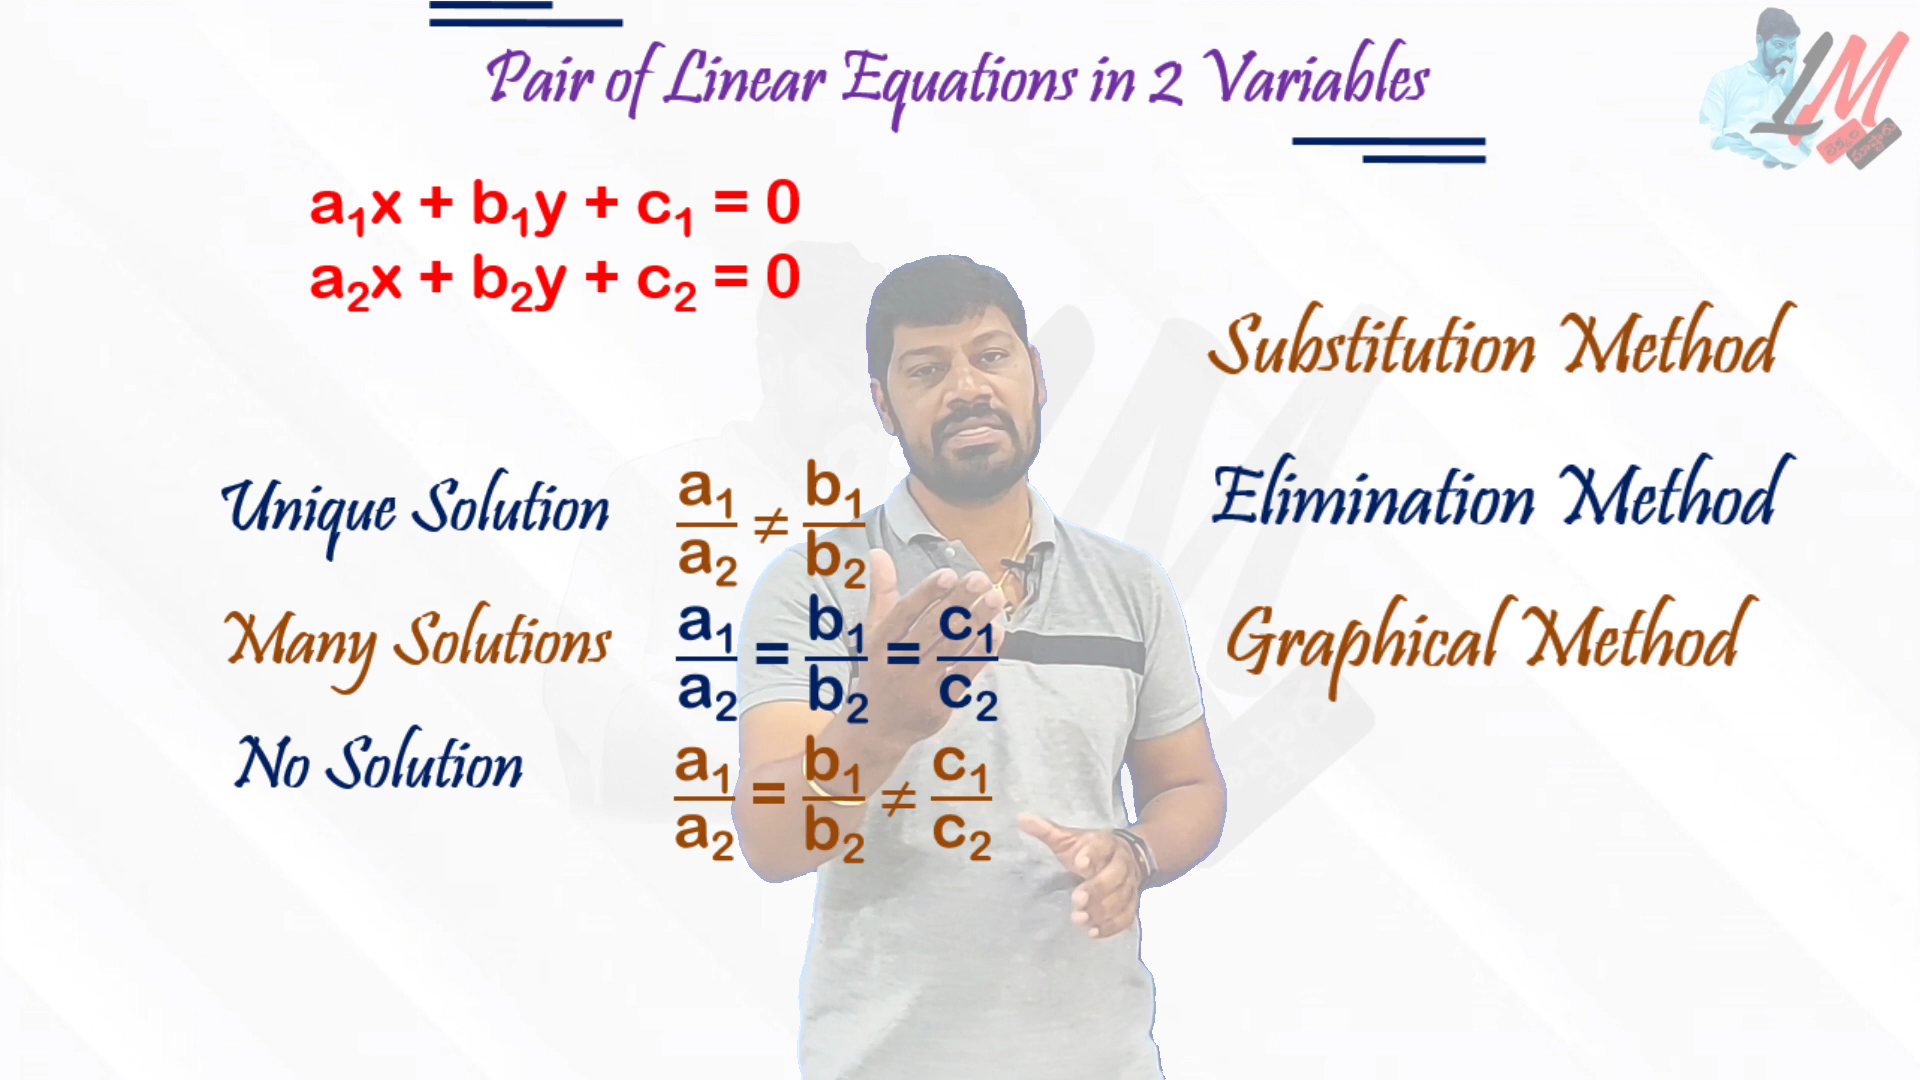 Pair of Linear Equations in 2 Variables
LM
a₁x + b₁y + c₁ = 0
a₂x + b₂y + c₂ = 0
Substitution Method
Unique Solution a₁/a₂ ≠ b₁/b₂
Elimination Method
Many Solutions a₁/a₂ = b₁/b₂ = c₁/c₂
Graphical Method
No Solution a₁/a₂ = b₁/b₂ ≠ c₁/c₂